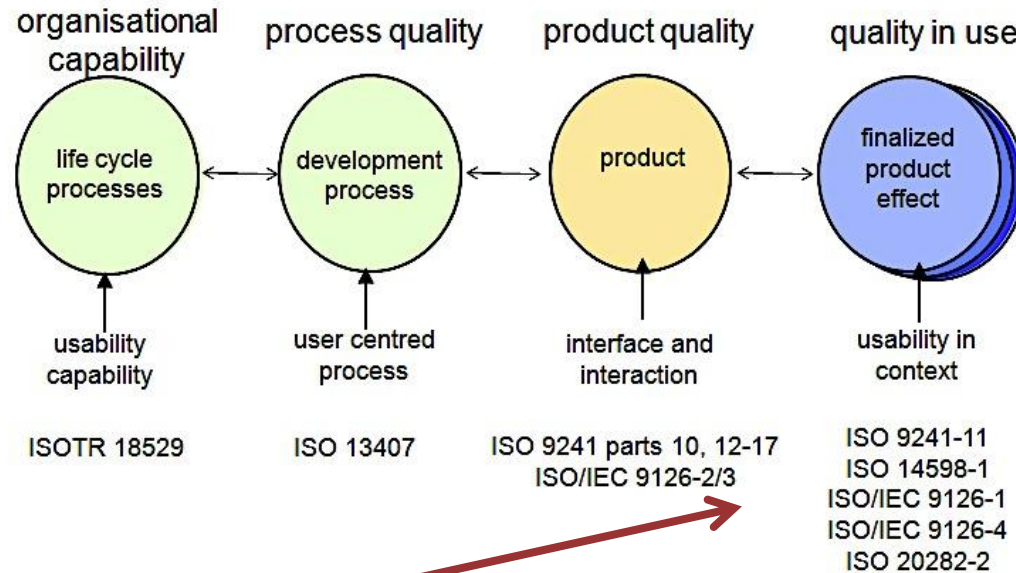 organisational
capability
process quality
product quality
quality in use
life cycle
processes
development
process
product
finalized
product
effect
usability
capability
user centred
process
interface and
interaction
usability in
context
ISOTR 18529
ISO 13407
ISO 9241 parts 10, 12-17
ISO/IEC 9126-2/3
ISO 9241-11
ISO 14598-1
ISO/IEC 9126-1
ISO/IEC 9126-4
ISO 20282-2